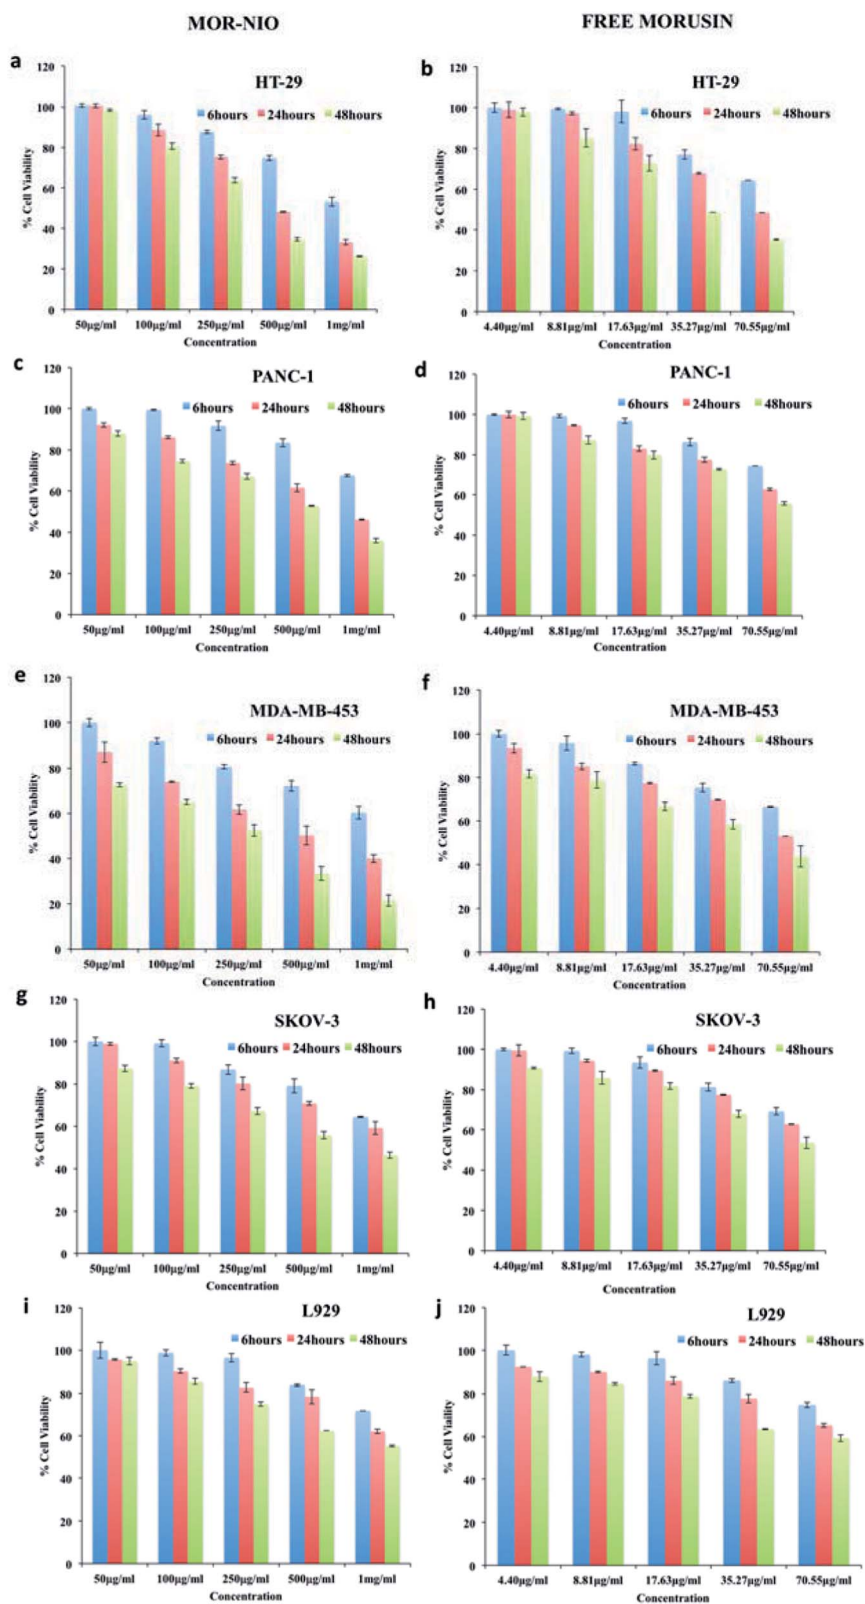 MOR-NIO
FREE MORUSIN
a
HT-29
6hours 24hours 48hours
120
100
80
60
40
20
0
% Cell Viability
50µg/ml 100µg/ml 250µg/ml 500µg/ml 1mg/ml
Concentration
b
HT-29
6hours 24hours 48hours
120
100
80
60
40
20
0
% Cell Viability
4.40µg/ml 8.81µg/ml 17.63µg/ml 35.27µg/ml 70.55µg/ml
Concentration
c
PANC-1
6hours 24hours 48hours
120
100
80
60
40
20
0
% Cell Viability
50µg/ml 100µg/ml 250µg/ml 500µg/ml 1mg/ml
Concentration
d
PANC-1
6hours 24hours 48hours
120
100
80
60
40
20
0
% Cell Viability
4.40µg/ml 8.81µg/ml 17.63µg/ml 35.27µg/ml 70.55µg/ml
Concentration
e
MDA-MB-453
6hours 24hours 48hours
120
100
80
60
40
20
0
% Cell Viability
50µg/ml 100µg/ml 250µg/ml 500µg/ml 1mg/ml
Concentration
f
MDA-MB-453
6hours 24hours 48hours
120
100
80
60
40
20
0
% Cell Viability
4.40µg/ml 8.81µg/ml 17.63µg/ml 35.27µg/ml 70.55µg/ml
Concentration
g
SKOV-3
6hours 24hours 48hours
120
100
80
60
40
20
0
% Cell Viability
50µg/ml 100µg/ml 250µg/ml 500µg/ml 1mg/ml
Concentration
h
SKOV-3
6hours 24hours 48hours
120
100
80
60
40
20
0
% Cell Viability
4.40µg/ml 8.81µg/ml 17.63µg/ml 35.27µg/ml 70.55µg/ml
Concentration
i
L929
6hours 24hours 48hours
120
100
80
60
40
20
0
% Cell Viability
50µg/ml 100µg/ml 250µg/ml 500µg/ml 1mg/ml
Concentration
j
L929
6hours 24hours 48hours
120
100
80
60
40
20
0
% Cell Viability
4.40µg/ml 8.81µg/ml 17.63µg/ml 35.27µg/ml 70.55µg/ml
Concentration